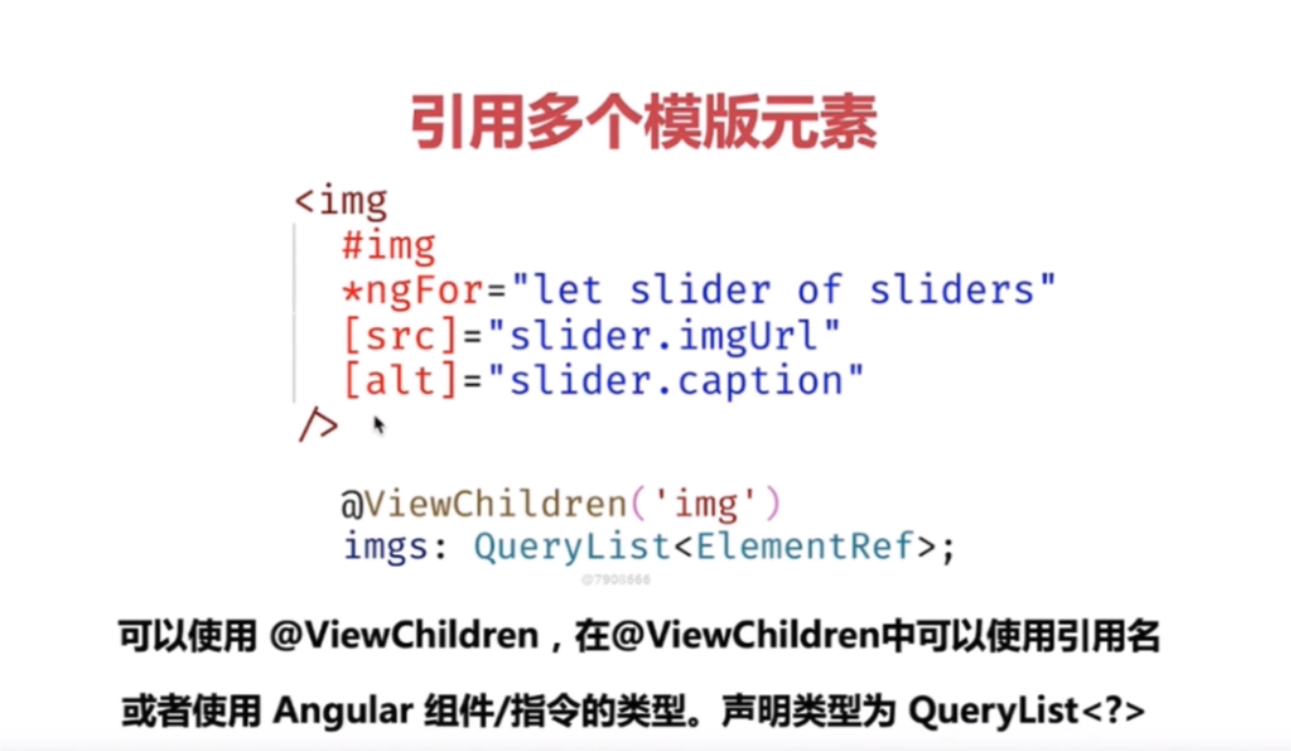 引用多个模版元素
<img
#img
*ngFor="let slider of sliders"
[src]="slider.imgUrl"
[alt]="slider.caption"
/>
@ViewChildren('img')
imgs: QueryList<ElementRef>;
@7908666
可以使用 @ViewChildren，在@ViewChildren中可以使用引用名
或者使用 Angular 组件/指令的类型。声明类型为 QueryList<?>